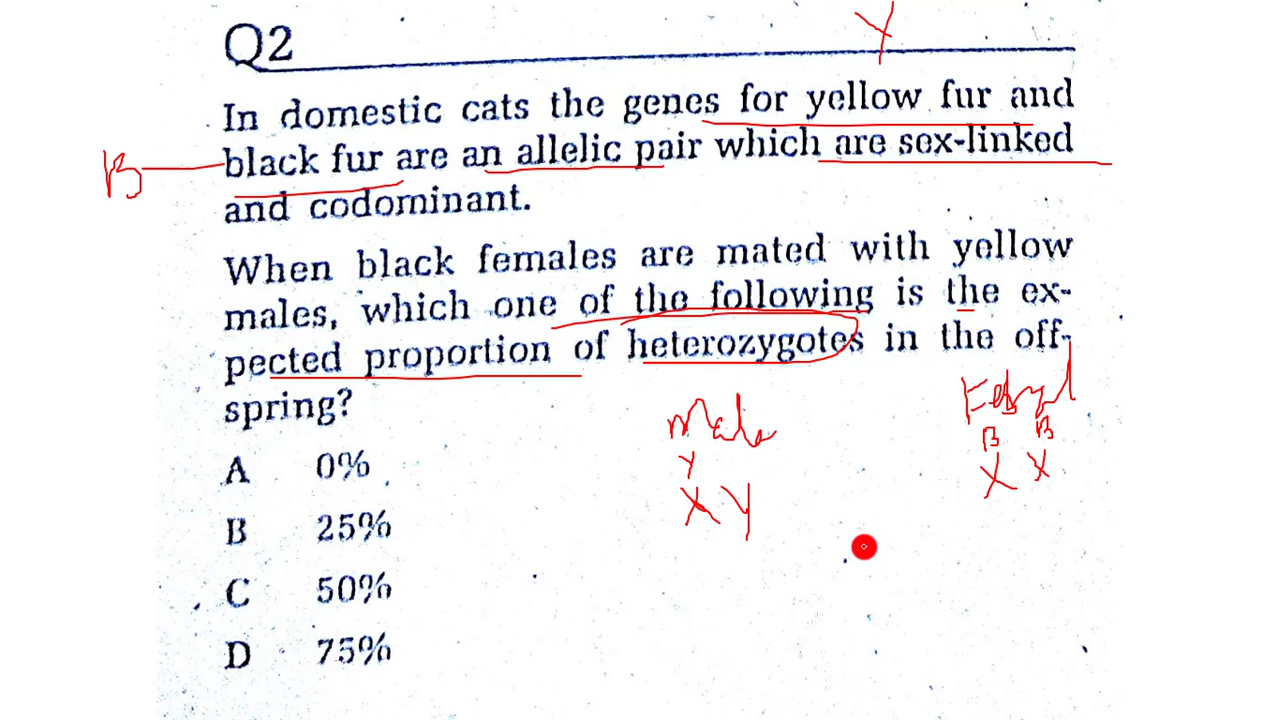 Y
Q2
In domestic cats the genes for yellow fur and
B
black fur are an allelic pair which are sex-linked
and codominant.
When black females are mated with yellow
males, which one of the following is the ex-
pected proportion of heterozygotes in the off-
spring?
Male
Y
X Y
B B
X X
A 0%
B 25%
C 50%
D 75%